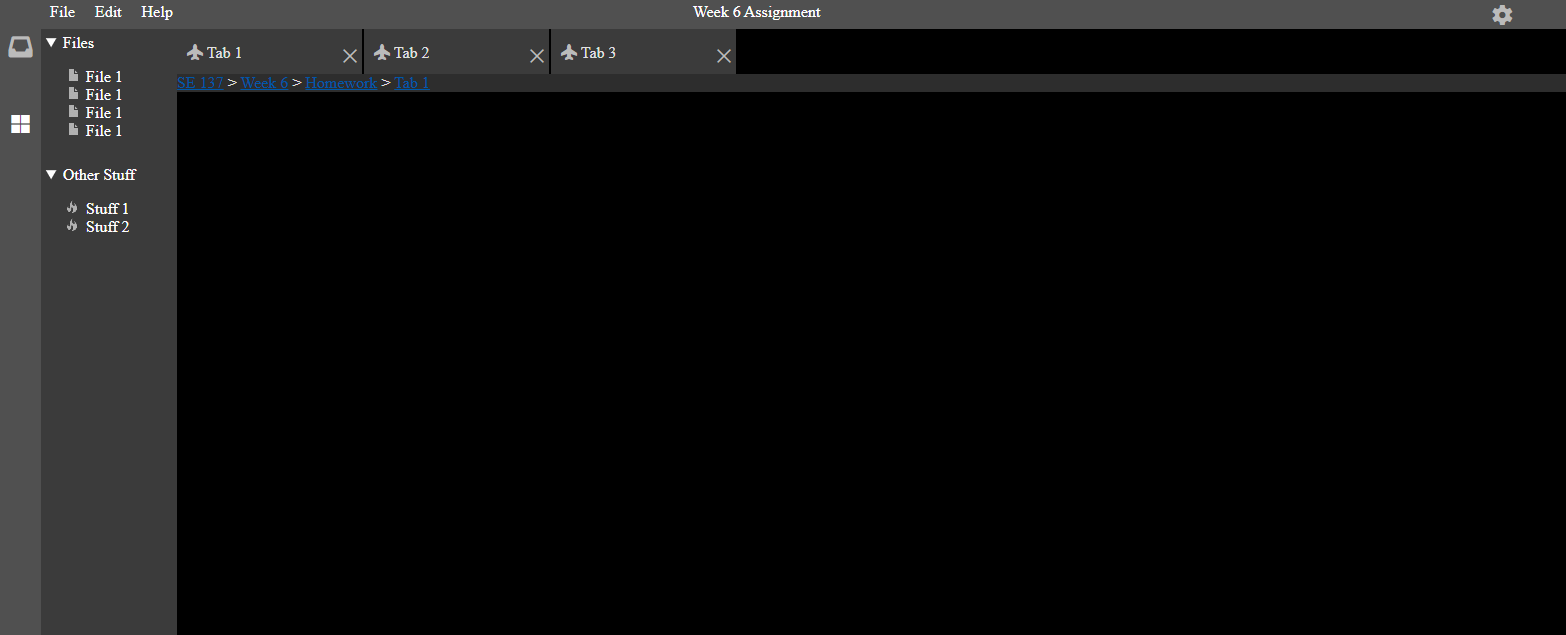 File Edit Help Week 6 Assignment
Files
File 1
File 1
File 1
File 1
Other Stuff
Stuff 1
Stuff 2
Tab 1 Tab 2 Tab 3
SE 137 > Week 6 > Homework > Tab 1